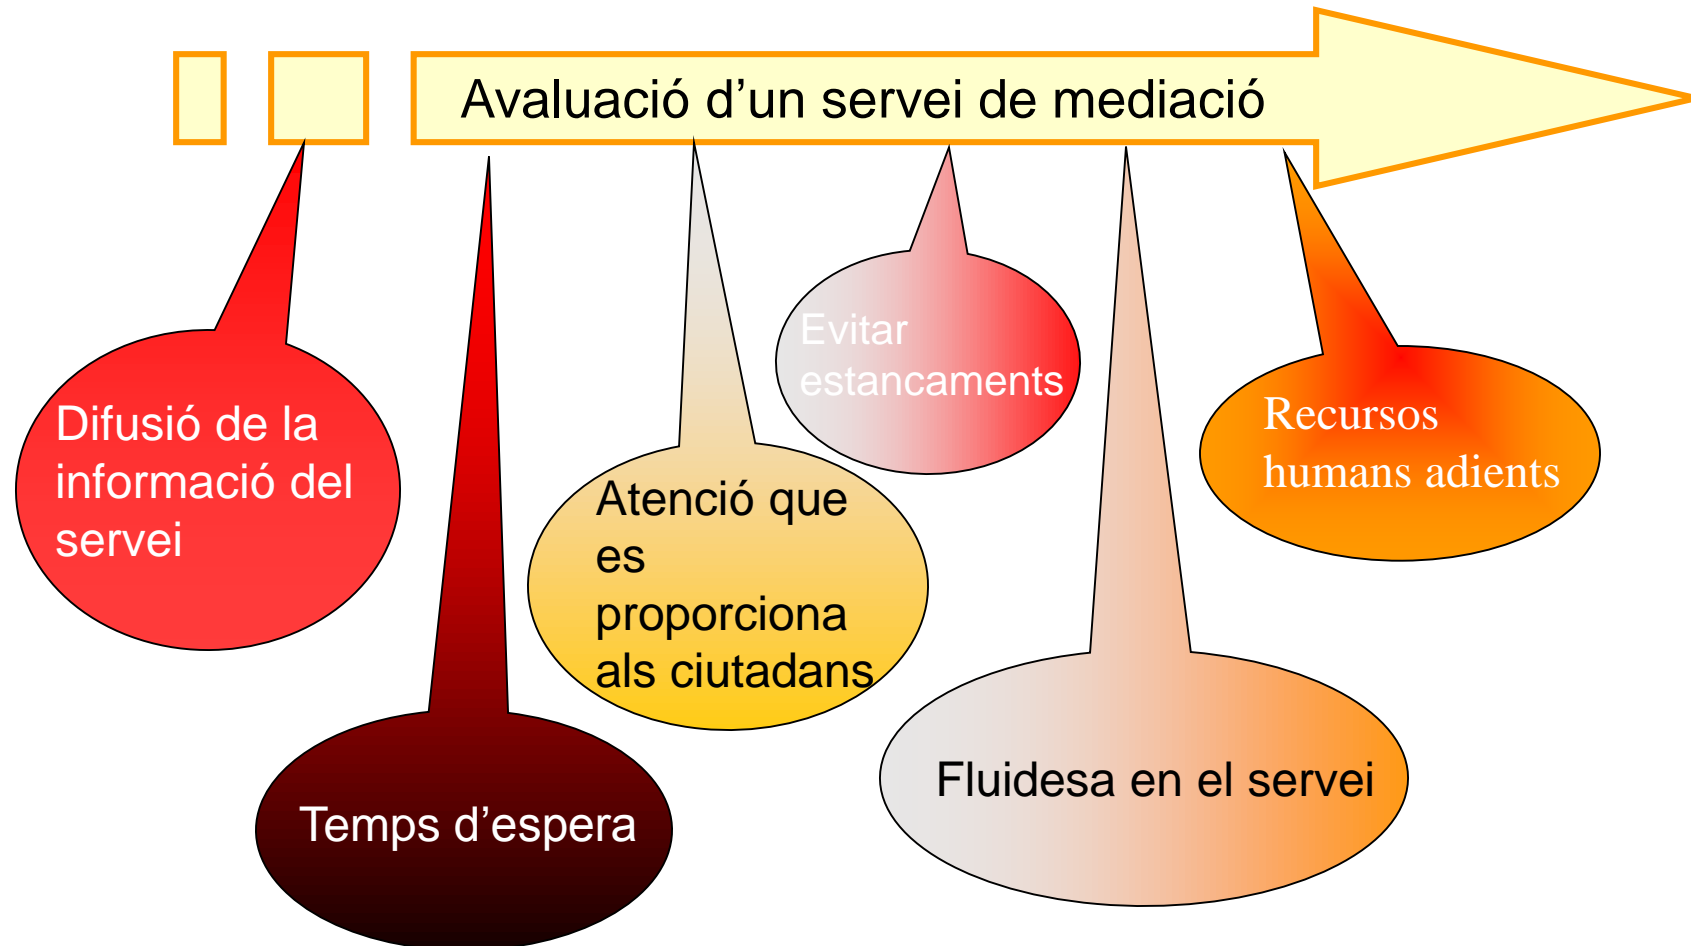 Avaluació d’un servei de mediació
Difusió de la
informació del
servei
Temps d’espera
Atenció que
es
proporciona
als ciutadans
Evitar
estancaments
Fluidesa en el servei
Recursos
humans adients